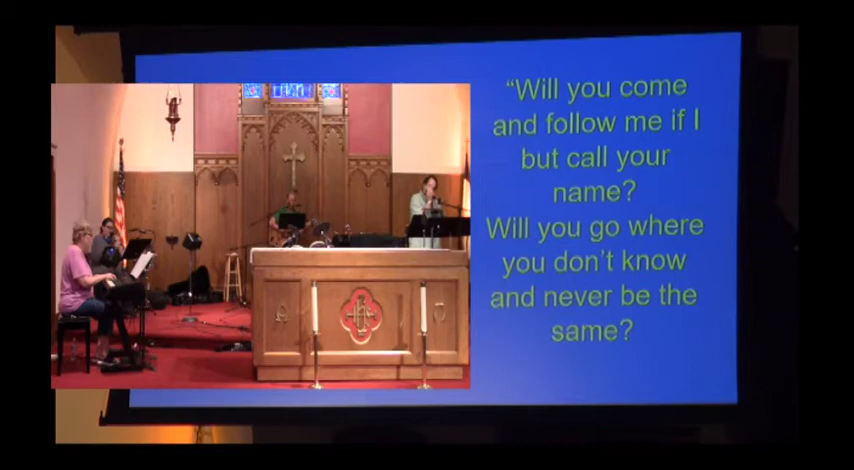 “Will you come
and follow me if I
but call your
name?
Will you go where
you don’t know
and never be the
same?